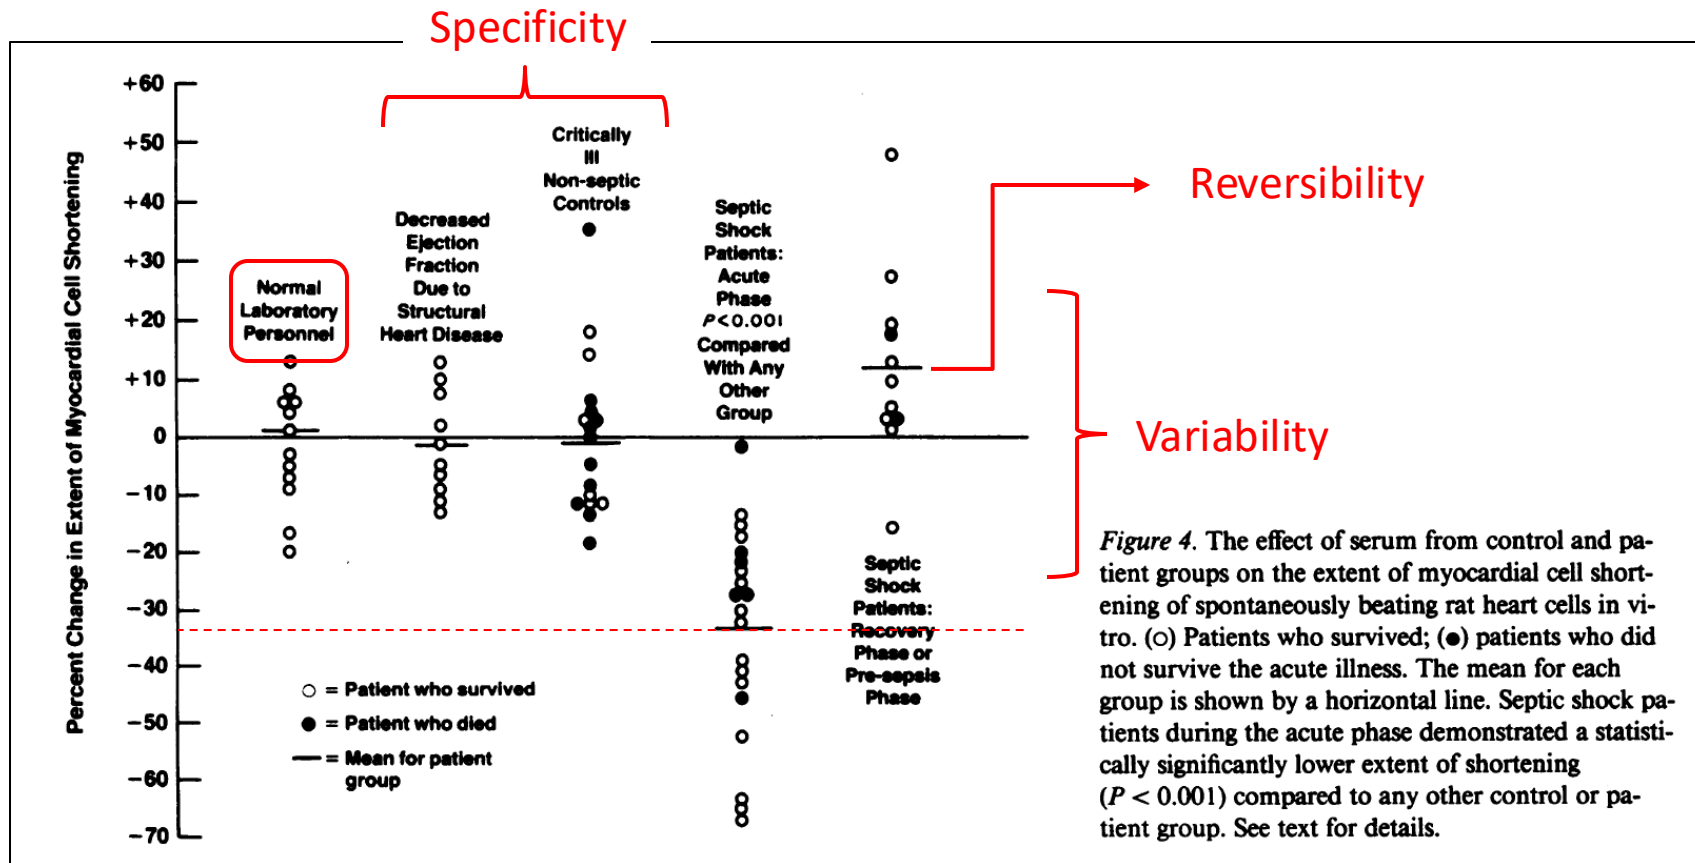 Specificity
Percent Change in Extent of Myocardial Cell Shortening
+60
+50
+40
+30
+20
+10
0
−10
−20
−30
−40
−50
−60
−70
Normal
Laboratory
Personnel
Decreased
Ejection
Fraction
Due to
Structural
Heart Disease
Critically
Ill
Non-septic
Controls
Septic
Shock
Patients:
Acute
Phase
P<0.001
Compared
With Any
Other
Group
Septic
Shock
Patients:
Recovery
Phase or
Pre-sepsis
Phase
Reversibility
Variability
○ = Patient who survived
● = Patient who died
— = Mean for patient
group
Figure 4. The effect of serum from control and pa-
tient groups on the extent of myocardial cell short-
ening of spontaneously beating rat heart cells in vi-
tro. (○) Patients who survived; (●) patients who did
not survive the acute illness. The mean for each
group is shown by a horizontal line. Septic shock pa-
tients during the acute phase demonstrated a statisti-
cally significantly lower extent of shortening
(P < 0.001) compared to any other control or pa-
tient group. See text for details.